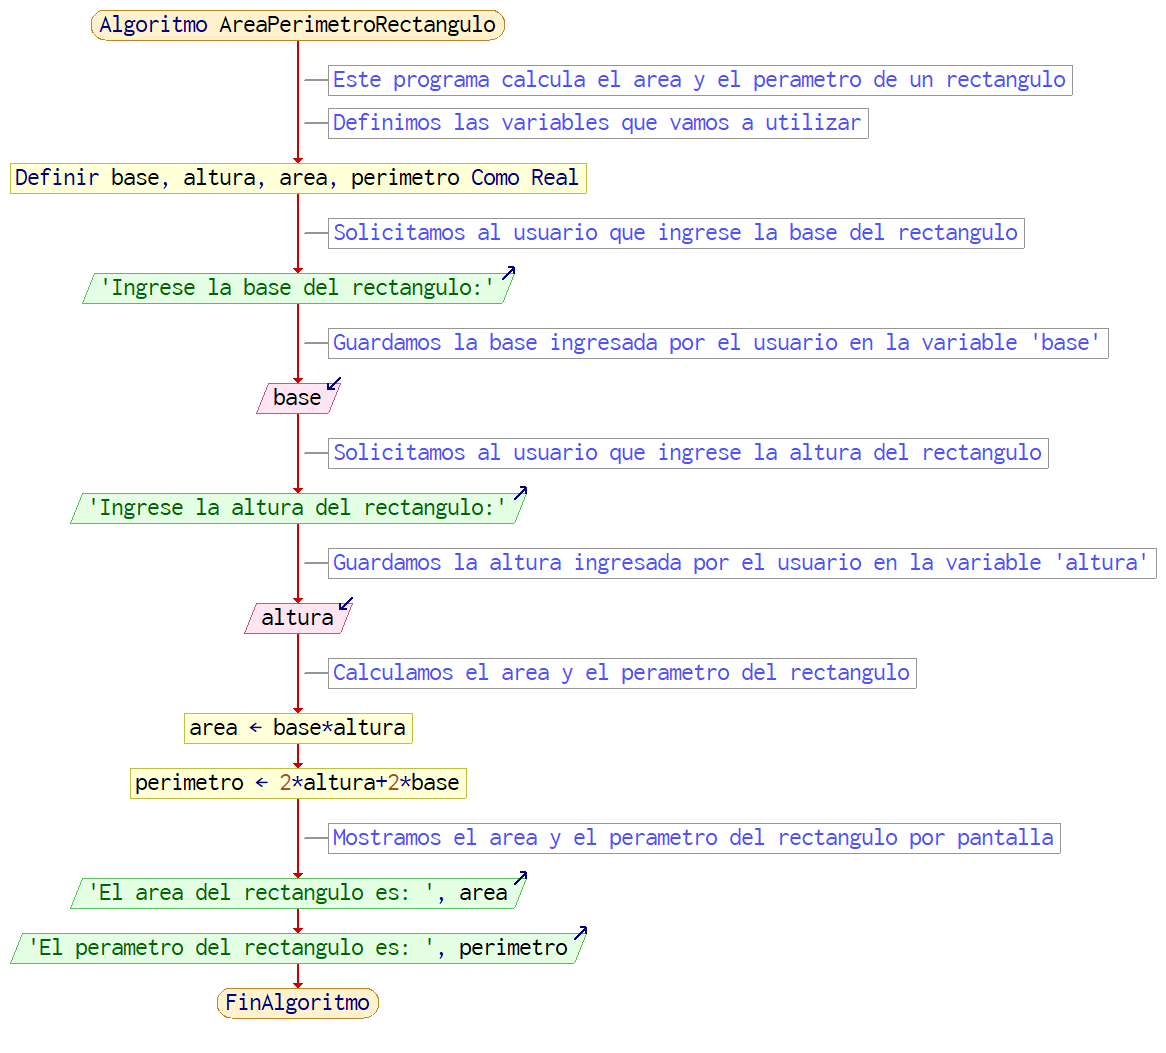 Algoritmo AreaPerimetroRectangulo
Este programa calcula el area y el perametro de un rectangulo
Definimos las variables que vamos a utilizar
Definir base, altura, area, perimetro Como Real
Solicitamos al usuario que ingrese la base del rectangulo
'Ingrese la base del rectangulo:'
Guardamos la base ingresada por el usuario en la variable 'base'
base
Solicitamos al usuario que ingrese la altura del rectangulo
'Ingrese la altura del rectangulo:'
Guardamos la altura ingresada por el usuario en la variable 'altura'
altura
Calculamos el area y el perametro del rectangulo
area ← base*altura
perimetro ← 2*altura+2*base
Mostramos el area y el perametro del rectangulo por pantalla
'El area del rectangulo es: ', area
'El perametro del rectangulo es: ', perimetro
FinAlgoritmo